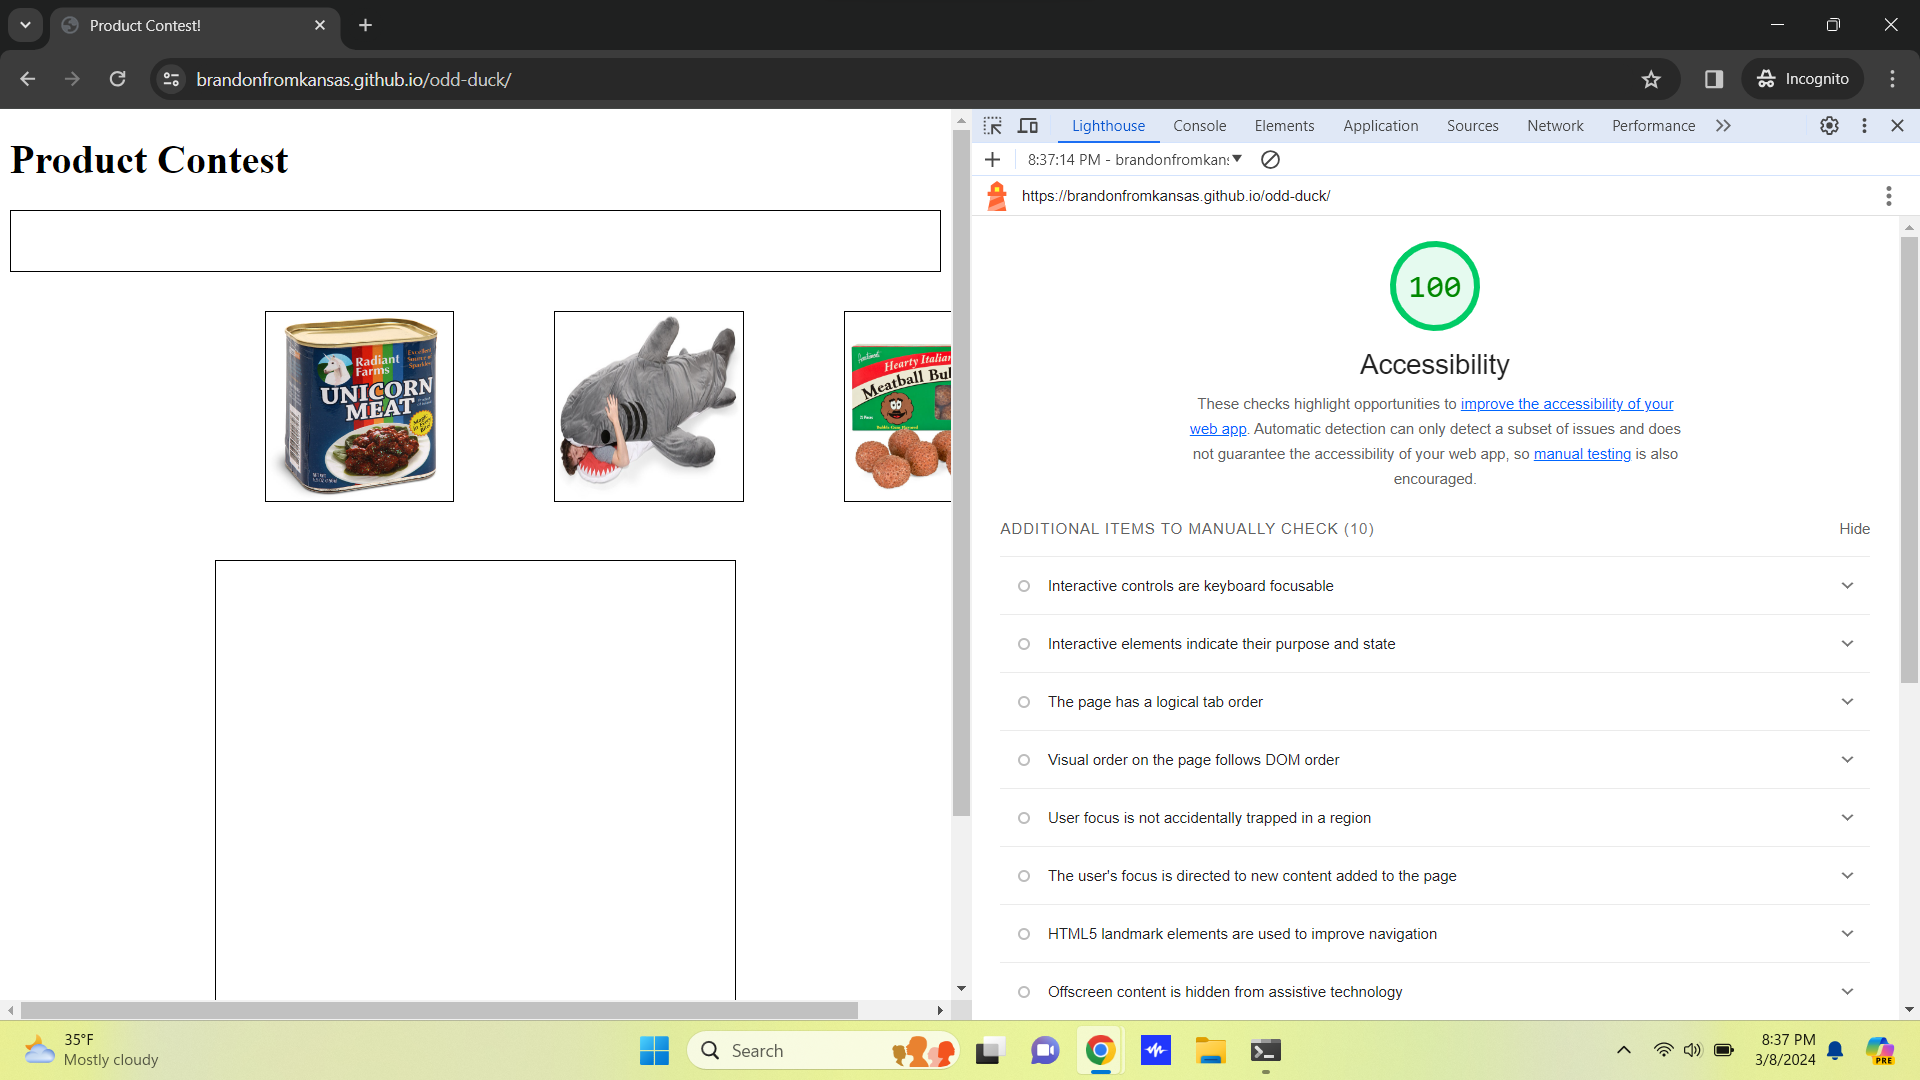 Product Contest!
brandonfromkansas.github.io/odd-duck/
Incognito
Product Contest
Radiant
Farms
UNICORN
MEAT
Hearty Italian
Meatball Bu
Lighthouse
Console
Elements
Application
Sources
Network
Performance
8:37:14 PM - brandonfromkans
https://brandonfromkansas.github.io/odd-duck/
100
Accessibility
These checks highlight opportunities to improve the accessibility of your
web app. Automatic detection can only detect a subset of issues and does
not guarantee the accessibility of your web app, so manual testing is also
encouraged.
ADDITIONAL ITEMS TO MANUALLY CHECK (10)
Hide
Interactive controls are keyboard focusable
Interactive elements indicate their purpose and state
The page has a logical tab order
Visual order on the page follows DOM order
User focus is not accidentally trapped in a region
The user's focus is directed to new content added to the page
HTML5 landmark elements are used to improve navigation
Offscreen content is hidden from assistive technology
35°F
Mostly cloudy
Search
8:37 PM
3/8/2024
PRE